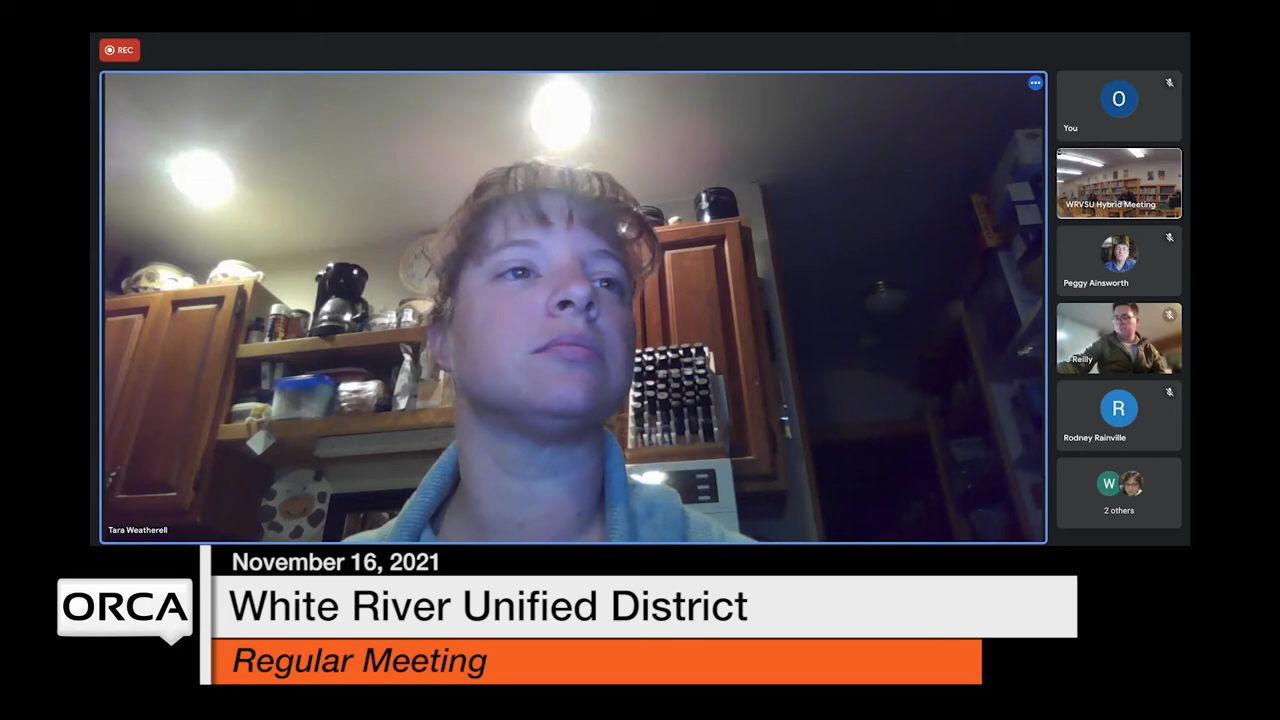 REC
O
You
WRVSU Hybrid Meeting
Peggy Ainsworth
Reilly
R
Rodney Rainville
W
2 others
Tara Weatherell
November 16, 2021
ORCA
White River Unified District
Regular Meeting